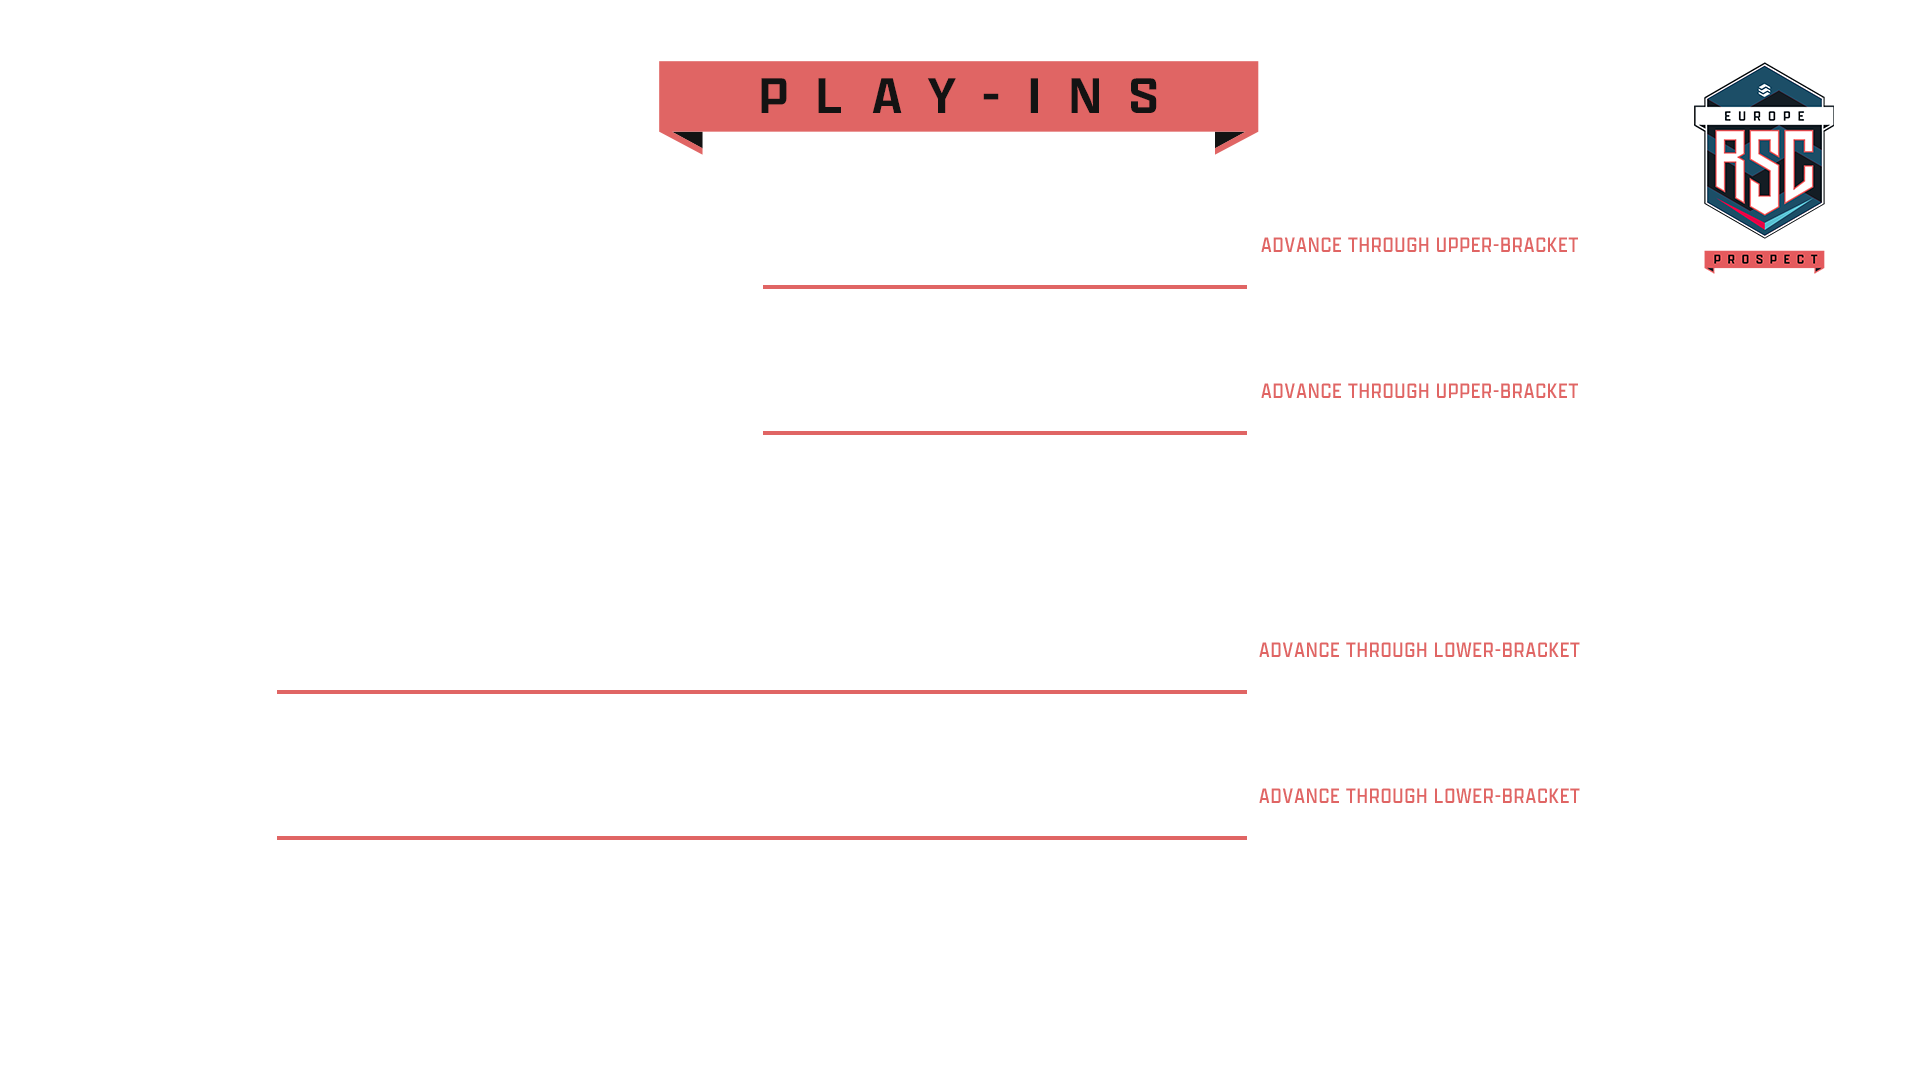 PLAY-INS
EUROPE
RSC
PROSPECT
ADVANCE THROUGH UPPER-BRACKET
ADVANCE THROUGH UPPER-BRACKET
ADVANCE THROUGH LOWER-BRACKET
ADVANCE THROUGH LOWER-BRACKET